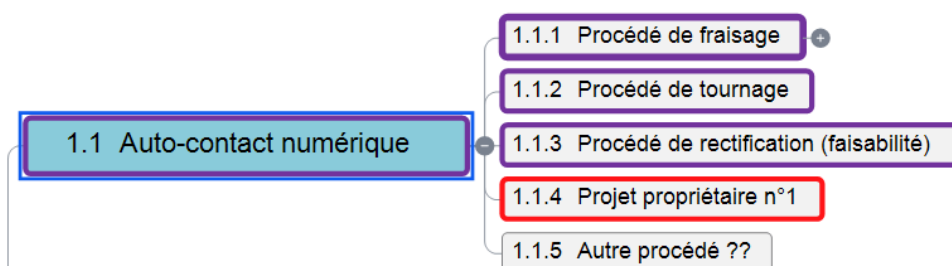 1.1 Auto-contact numérique
1.1.1 Procédé de fraisage
1.1.2 Procédé de tournage
1.1.3 Procédé de rectification (faisabilité)
1.1.4 Projet propriétaire n°1
1.1.5 Autre procédé ??